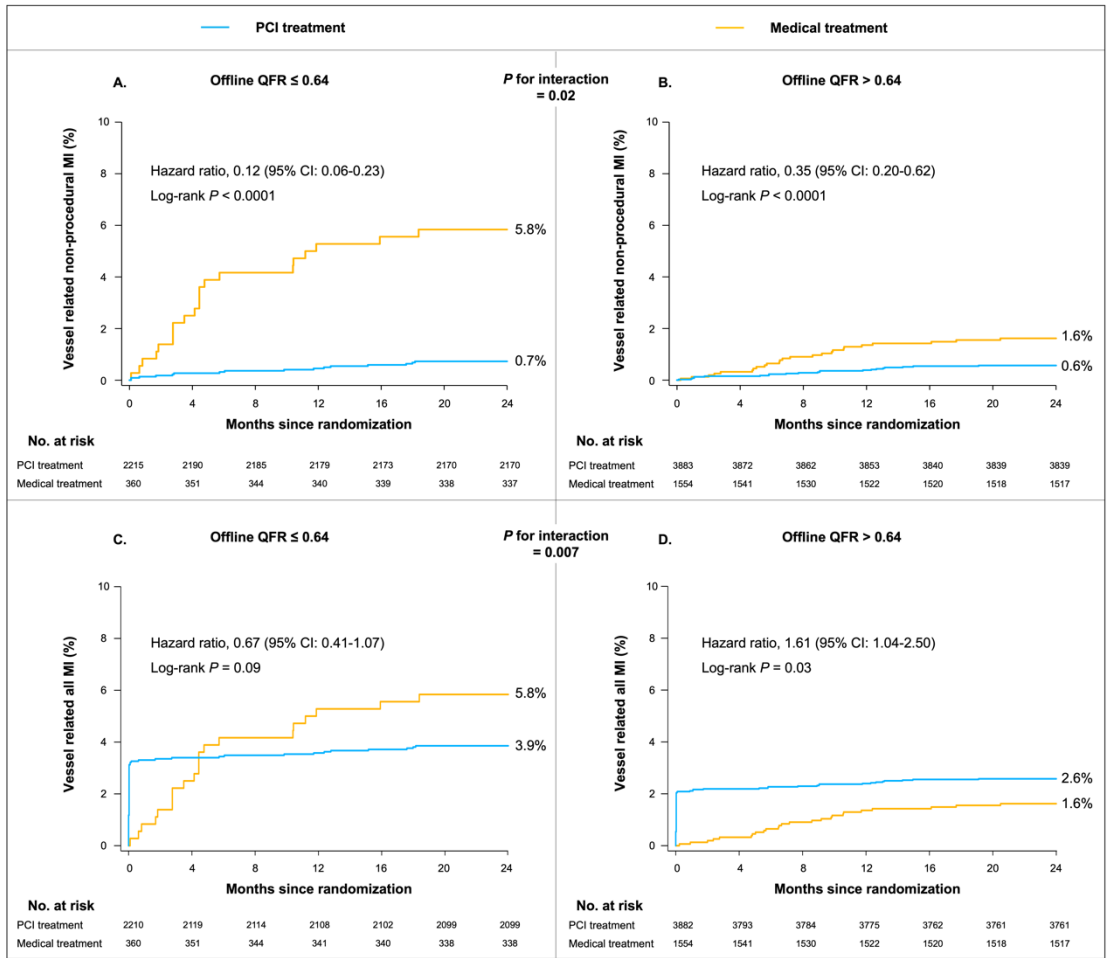 PCI treatment
Medical treatment
A.
Offline QFR ≤ 0.64
P for interaction
= 0.02
B.
Offline QFR > 0.64
Vessel related non-procedural MI (%)
10
8
6
4
2
0
Hazard ratio, 0.12 (95% CI: 0.06-0.23)
Log-rank P < 0.0001
5.8%
0.7%
0 4 8 12 16 20 24
Months since randomization
No. at risk
PCI treatment 2215 2190 2185 2179 2173 2170 2170
Medical treatment 360 351 344 340 339 338 337
Vessel related non-procedural MI (%)
10
8
6
4
2
0
Hazard ratio, 0.35 (95% CI: 0.20-0.62)
Log-rank P < 0.0001
1.6%
0.6%
0 4 8 12 16 20 24
Months since randomization
No. at risk
PCI treatment 3883 3872 3862 3853 3840 3839 3839
Medical treatment 1554 1541 1530 1522 1520 1518 1517
C.
Offline QFR ≤ 0.64
P for interaction
= 0.007
D.
Offline QFR > 0.64
Vessel related all MI (%)
10
8
6
4
2
0
Hazard ratio, 0.67 (95% CI: 0.41-1.07)
Log-rank P = 0.09
5.8%
3.9%
0 4 8 12 16 20 24
Months since randomization
No. at risk
PCI treatment 2210 2119 2114 2108 2102 2099 2099
Medical treatment 360 351 344 341 340 338 338
Vessel related all MI (%)
10
8
6
4
2
0
Hazard ratio, 1.61 (95% CI: 1.04-2.50)
Log-rank P = 0.03
2.6%
1.6%
0 4 8 12 16 20 24
Months since randomization
No. at risk
PCI treatment 3882 3793 3784 3775 3762 3761 3761
Medical treatment 1554 1541 1530 1522 1520 1518 1517